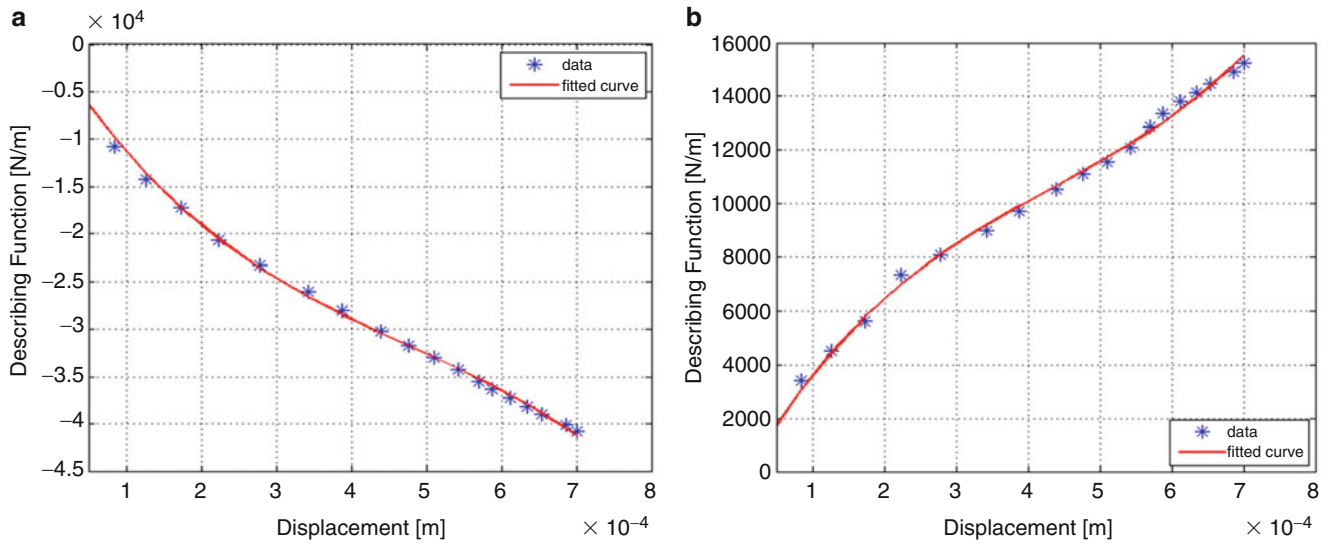 a
× 10⁴
0
−0.5
−1
−1.5
−2
−2.5
−3
−3.5
−4
−4.5
Describing Function [N/m]
data
fitted curve
1 2 3 4 5 6 7 8
Displacement [m]
× 10⁻⁴
b
16000
14000
12000
10000
8000
6000
4000
2000
0
Describing Function [N/m]
data
fitted curve
1 2 3 4 5 6 7 8
Displacement [m]
× 10⁻⁴